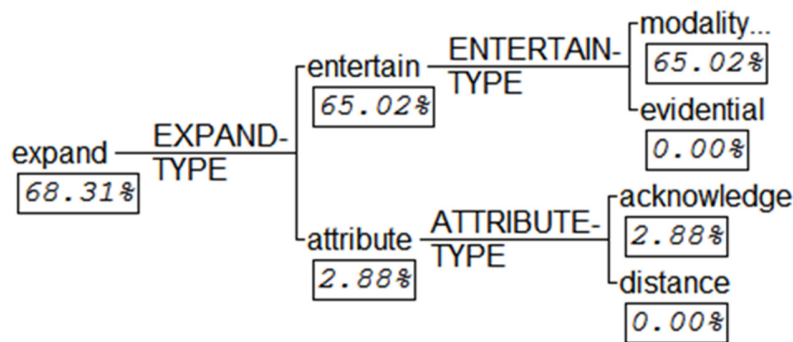 expand
68.31%
EXPAND-
TYPE
entertain
65.02%
ENTERTAIN-
TYPE
modality...
65.02%
evidential
0.00%
attribute
2.88%
ATTRIBUTE-
TYPE
acknowledge
2.88%
distance
0.00%